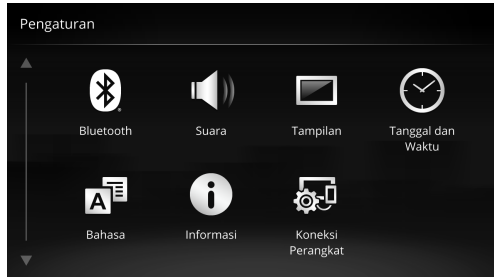 Pengaturan
Bluetooth
Suara
Tampilan
Tanggal dan
Waktu
A
Bahasa
Informasi
Koneksi
Perangkat